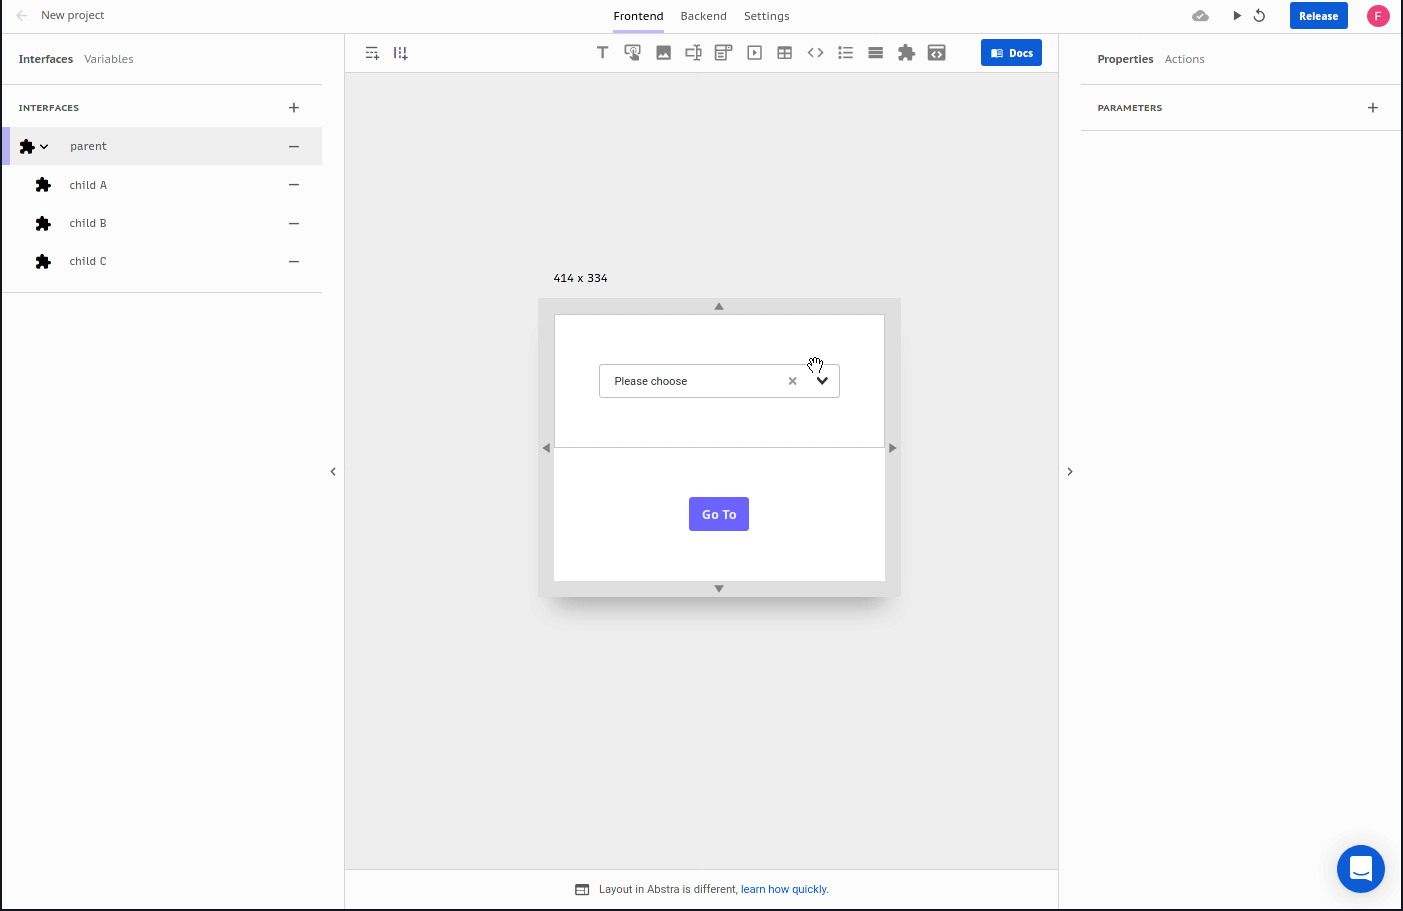 New project
Frontend
Backend
Settings
Release
F
Interfaces
Variables
Docs
Properties
Actions
INTERFACES
PARAMETERS
parent
child A
child B
child C
414 x 334
Please choose
Go To
Layout in Abstra is different, learn how quickly.